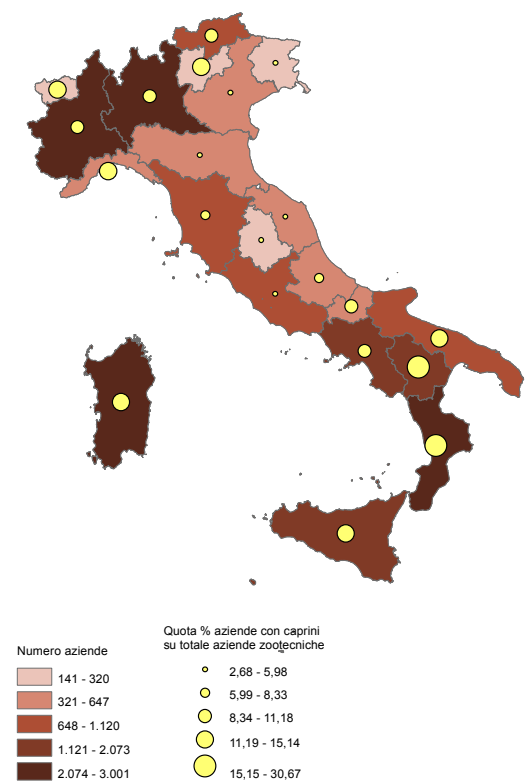 Quota % aziende con caprini
su totale aziende zootecniche
Numero aziende
141 - 320
321 - 647
648 - 1.120
1.121 - 2.073
2.074 - 3.001
2,68 - 5,98
5,99 - 8,33
8,34 - 11,18
11,19 - 15,14
15,15 - 30,67